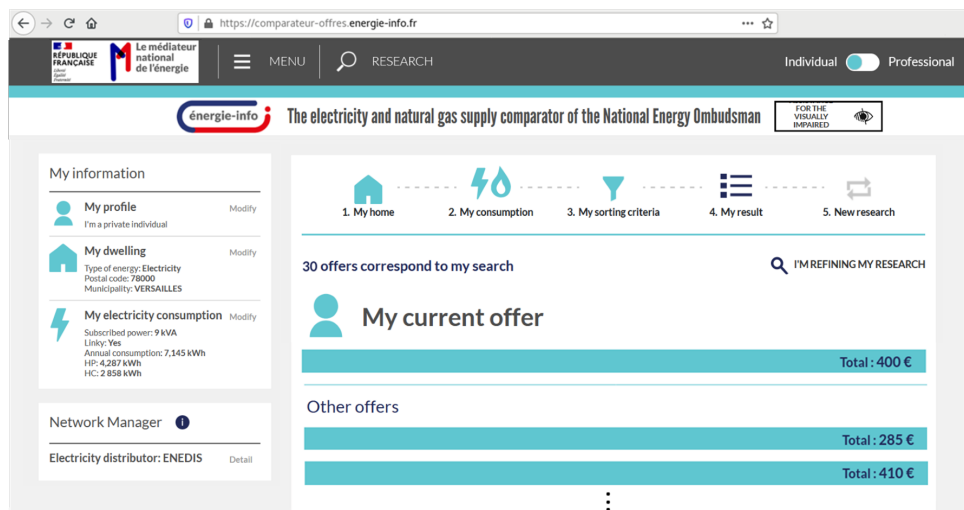 https://comparateur-offres.energie-info.fr
RÉPUBLIQUE
FRANÇAISE
Liberté
Égalité
Fraternité
Le médiateur
national
de l'énergie
MENU
RESEARCH
Individual
Professional
énergie-info
The electricity and natural gas supply comparator of the National Energy Ombudsman
FOR THE
VISUALLY
IMPAIRED
My information
My profile Modify
I'm a private individual
My dwelling Modify
Type of energy: Electricity
Postal code: 78000
Municipality: VERSAILLES
My electricity consumption Modify
Subscribed power: 9 kVA
Linky: Yes
Annual consumption: 7,145 kWh
HP: 4,287 kWh
HC: 2 858 kWh
Network Manager i
Electricity distributor: ENEDIS Detail
1. My home 2. My consumption 3. My sorting criteria 4. My result 5. New research
30 offers correspond to my search
I'M REFINING MY RESEARCH
My current offer
Total : 400 €
Other offers
Total : 285 €
Total : 410 €